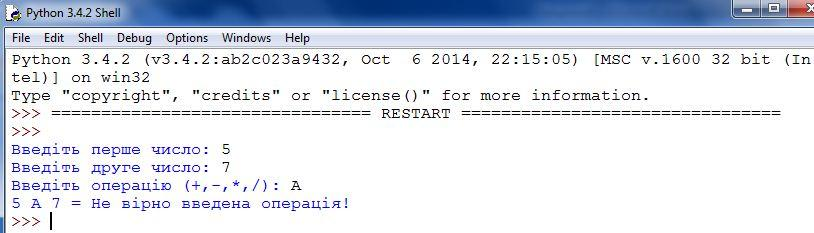 Python 3.4.2 Shell
File Edit Shell Debug Options Windows Help
Python 3.4.2 (v3.4.2:ab2c023a9432, Oct  6 2014, 22:15:05) [MSC v.1600 32 bit (In
tel)] on win32
Type "copyright", "credits" or "license()" for more information.
>>> ================================ RESTART ================================
>>>
Введіть перше число: 5
Введіть друге число: 7
Введіть операцію (+,-,*,/): А
5 А 7 = Не вірно введена операція!
>>>